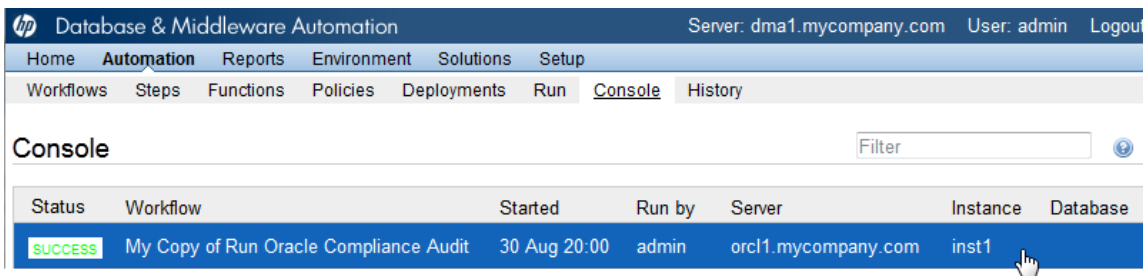 hp Database & Middleware Automation Server: dma1.mycompany.com User: admin Logout
Home Automation Reports Environment Solutions Setup
Workflows Steps Functions Policies Deployments Run Console History
Console Filter ?
Status Workflow Started Run by Server Instance Database
SUCCESS My Copy of Run Oracle Compliance Audit 30 Aug 20:00 admin orcl1.mycompany.com inst1